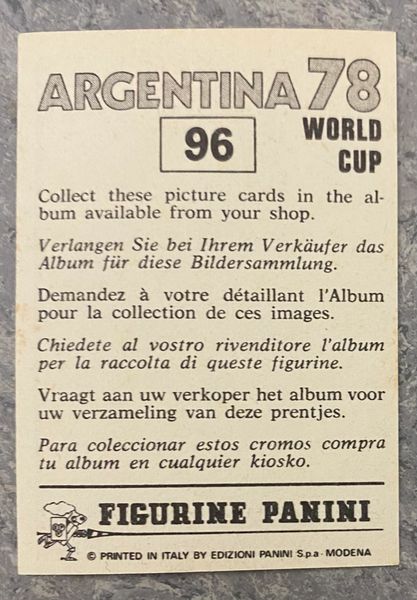 ARGENTINA 78
96
WORLD
CUP
Collect these picture cards in the al-
bum available from your shop.
Verlangen Sie bei Ihrem Verkäufer das
Album für diese Bildersammlung.
Demandez à votre détaillant l'Album
pour la collection de ces images.
Chiedete al vostro rivenditore l'album
per la raccolta di queste figurine.
Vraagt aan uw verkoper het album voor
uw verzameling van deze prentjes.
Para coleccionar estos cromos compra
tu album en cualquier kiosko.
FIGURINE PANINI
© PRINTED IN ITALY BY EDIZIONI PANINI S.p.a - MODENA